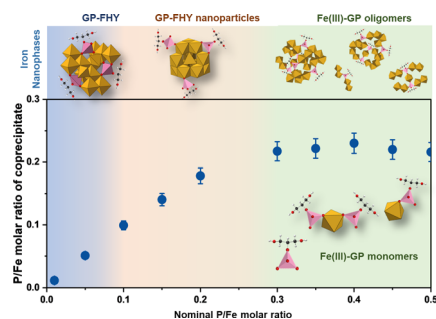 GP-FHY
GP-FHY nanoparticles
Fe(III)-GP oligomers
Iron
Nanophases
P/Fe molar ratio of coprecipitate
0.3
0.2
0.1
0.0
Fe(III)-GP monomers
0.0 0.1 0.2 0.3 0.4 0.5
Nominal P/Fe molar ratio